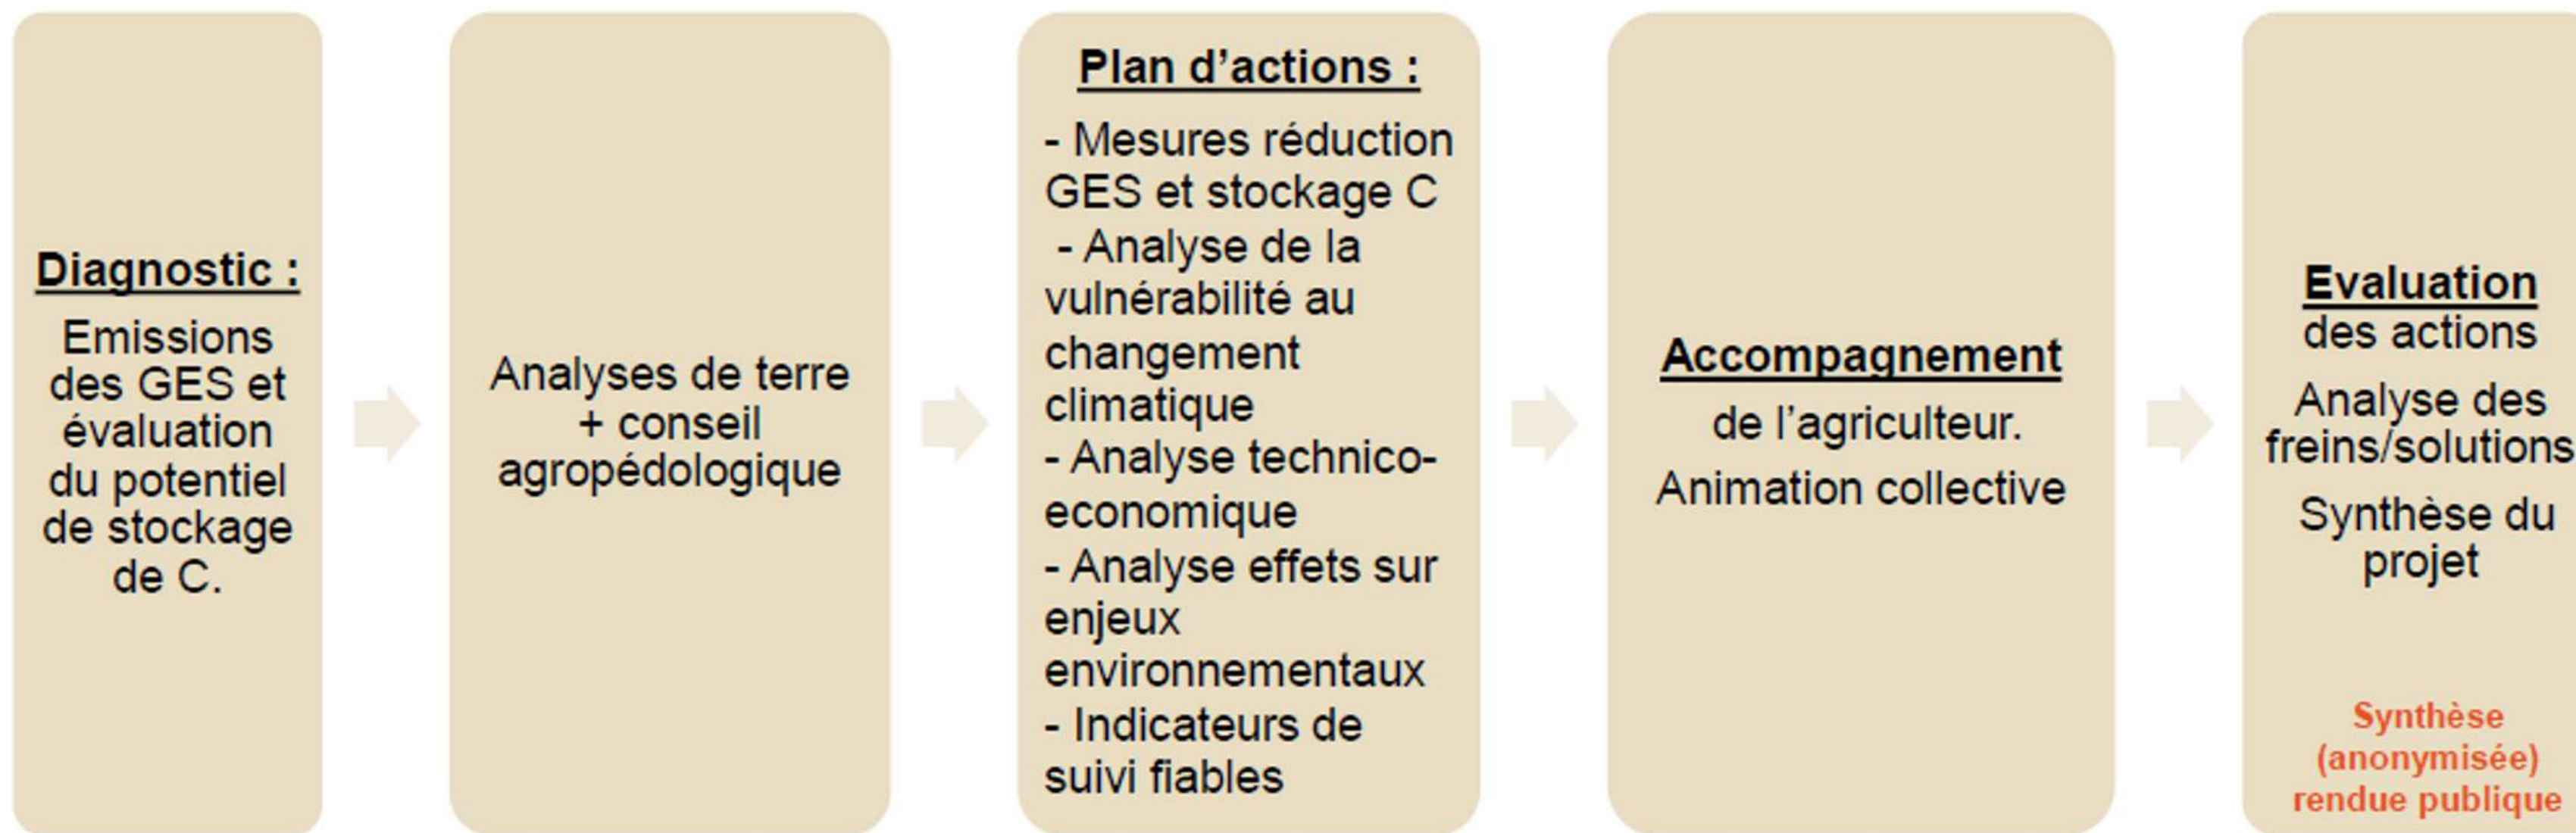 Diagnostic :
Emissions
des GES et
évaluation
du potentiel
de stockage
de C.
Analyses de terre
+ conseil
agropédologique
Plan d’actions :
- Mesures réduction
GES et stockage C
- Analyse de la
vulnérabilité au
changement
climatique
- Analyse technico-
economique
- Analyse effets sur
enjeux
environnementaux
- Indicateurs de
suivi fiables
Accompagnement
de l’agriculteur.
Animation collective
Evaluation
des actions
Analyse des
freins/solutions
Synthèse du
projet
Synthèse
(anonymisée)
rendue publique